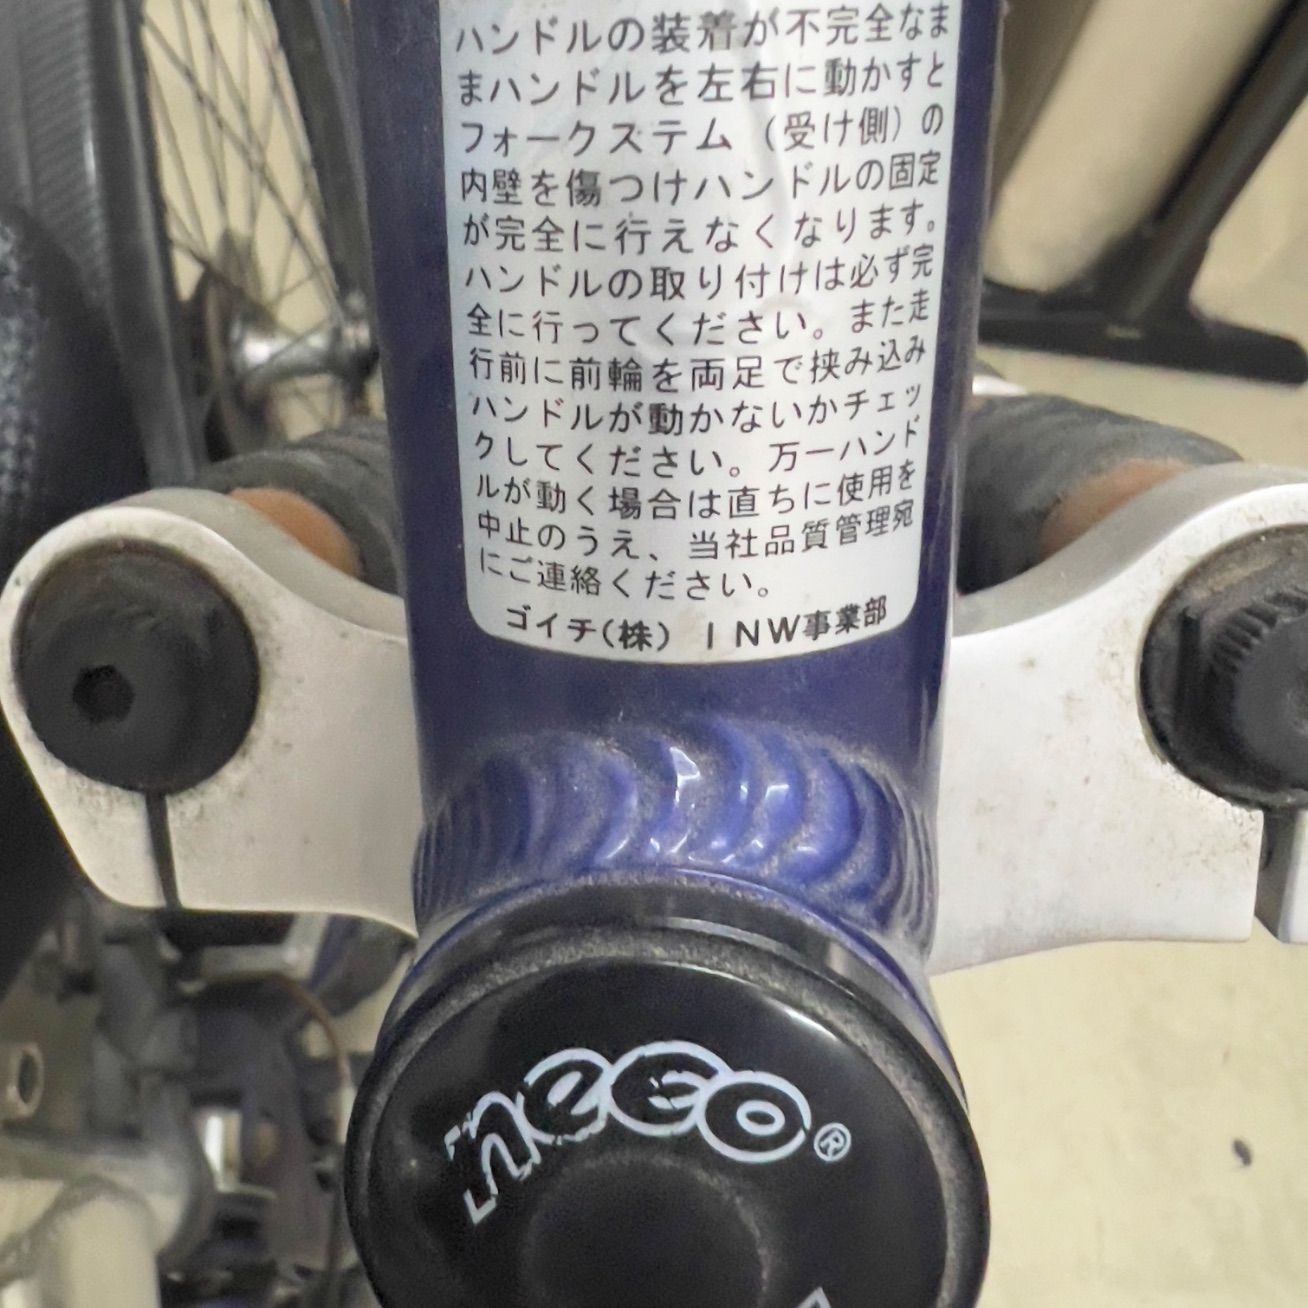 ハンドルの装着が不完全なま
まハンドルを左右に動かすと
フォークステム（受け側）の
内壁を傷つけハンドルの固定
が完全に行えなくなります。
ハンドルの取り付けは必ず完
全に行ってください。また走
行前に前輪を両足で挟み込み
ハンドルが動かないかチェッ
クしてください。万一ハンド
ルが動く場合は直ちに使用を
中止のうえ、当社品質管理宛
にご連絡ください。
ゴイチ(株) INW事業部
neco®